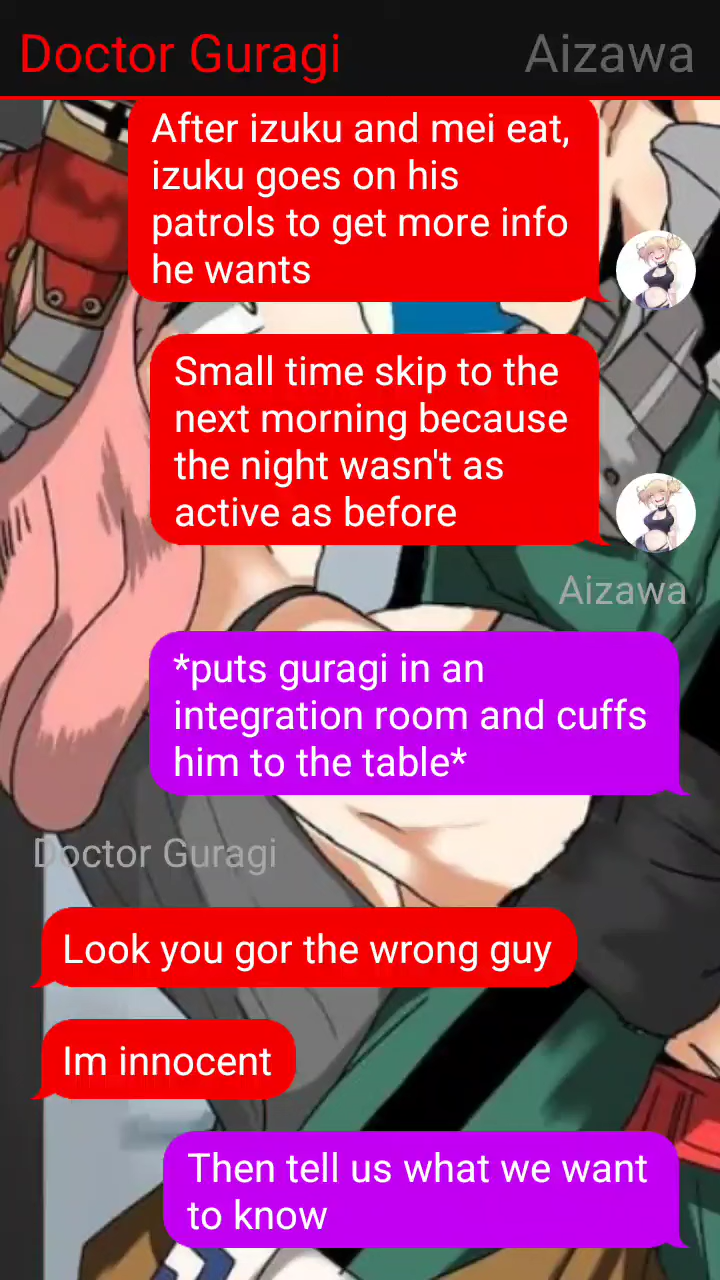 Doctor Guragi Aizawa
After izuku and mei eat,
izuku goes on his
patrols to get more info
he wants
Small time skip to the
next morning because
the night wasn't as
active as before
Aizawa
*puts guragi in an
integration room and cuffs
him to the table*
Doctor Guragi
Look you gor the wrong guy
Im innocent
Then tell us what we want
to know